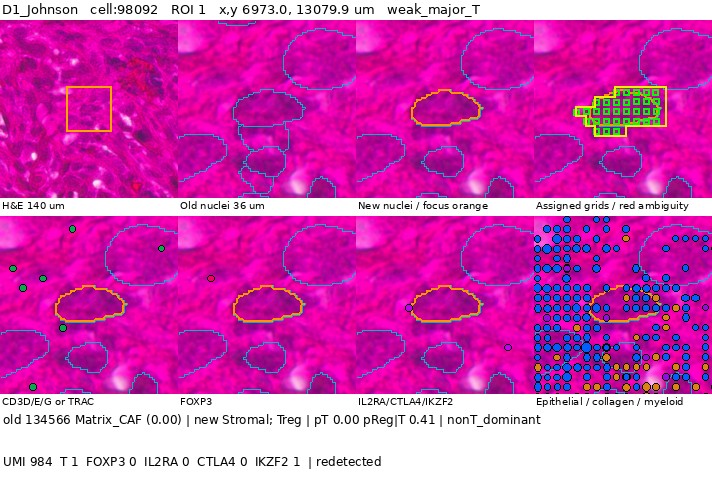 D1_Johnson cell:98092 ROI 1 x,y 6973.0, 13079.9 um weak_major_T
H&E 140 um
Old nuclei 36 um
New nuclei / focus orange
Assigned grids / red ambiguity
CD3D/E/G or TRAC
FOXP3
IL2RA/CTLA4/IKZF2
Epithelial / collagen / myeloid
old 134566 Matrix_CAF (0.00) | new Stromal; Treg | pT 0.00 pReg|T 0.41 | nonT_dominant
UMI 984 T 1 FOXP3 0 IL2RA 0 CTLA4 0 IKZF2 1 | redetected